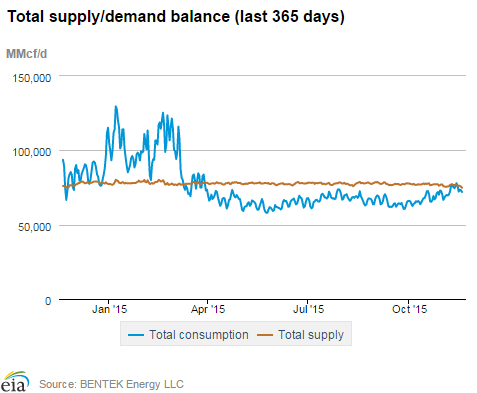 Total supply/demand balance (last 365 days)
MMcf/d
150,000
100,000
50,000
0
Jan '15 Apr '15 Jul '15 Oct '15
Total consumption Total supply
eia Source: BENTEK Energy LLC